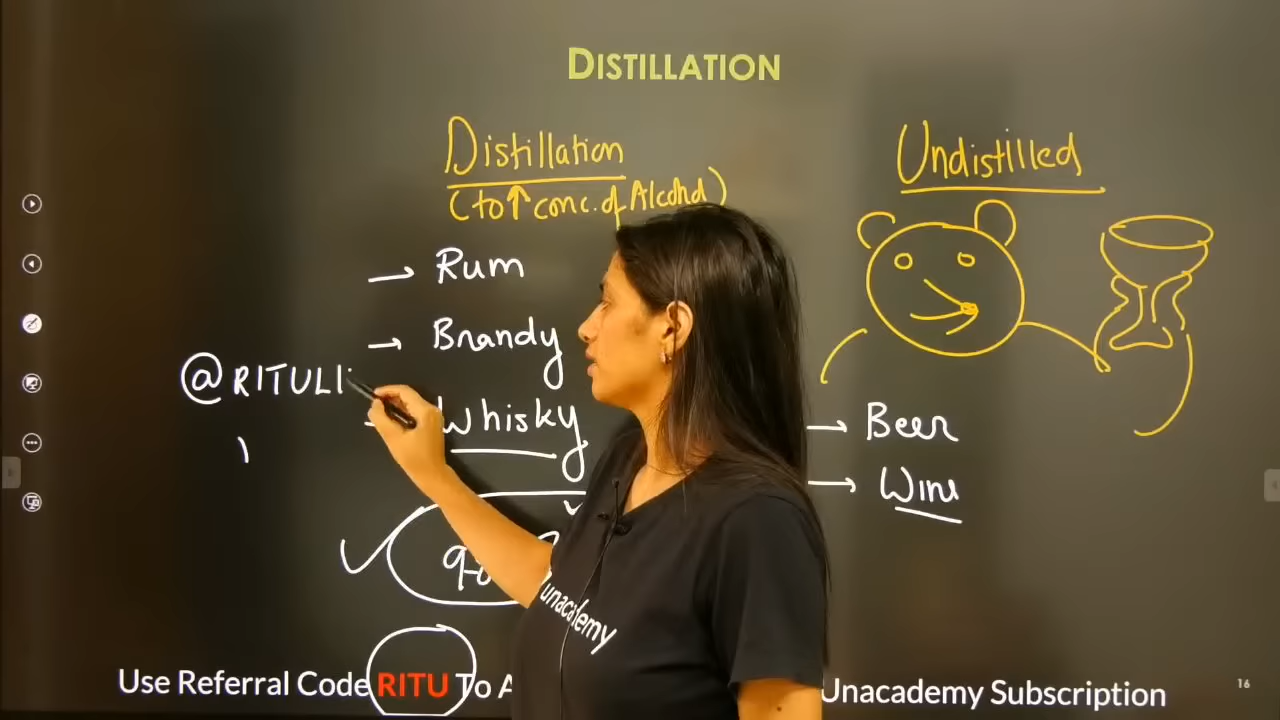 DISTILLATION
Distillation
(to ↑ conc. of Alcohol)
→ Rum
→ Brandy
Whisky
@RITULI
Undistilled
→ Beer
→ Wine
unacademy
Use Referral Code RITU To A
Unacademy Subscription
16